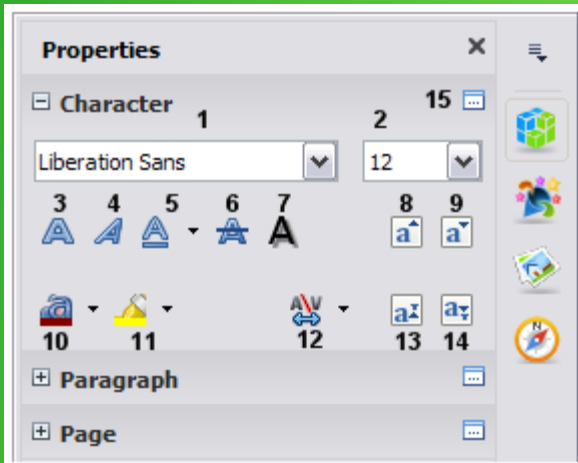 Properties
Character 15
1 2
Liberation Sans 12
3 4 5 6 7 8 9
10 11 12 13 14
Paragraph
Page